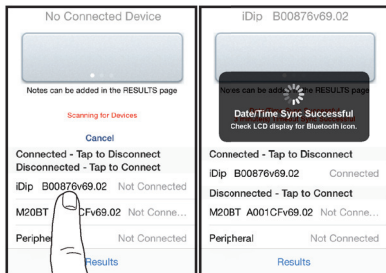 No Connected Device
Notes can be added in the RESULTS page
Scanning for Devices
Cancel
Connected - Tap to Disconnect
Disconnected - Tap to Connect
iDip B00876v69.02 Not Connected
M20BT CFv69.02 Not Conne...
Periphe Not Connected
Results
iDip B00876v69.02
Notes can be added in the RESULTS page
Date/Time Sync Successful
Check LCD display for Bluetooth icon.
Connected - Tap to Disconnect
iDip B00876v69.02 Connected
Disconnected - Tap to Connect
M20BT A001CFv69.02 Not Conne...
Peripheral Not Connected
Results